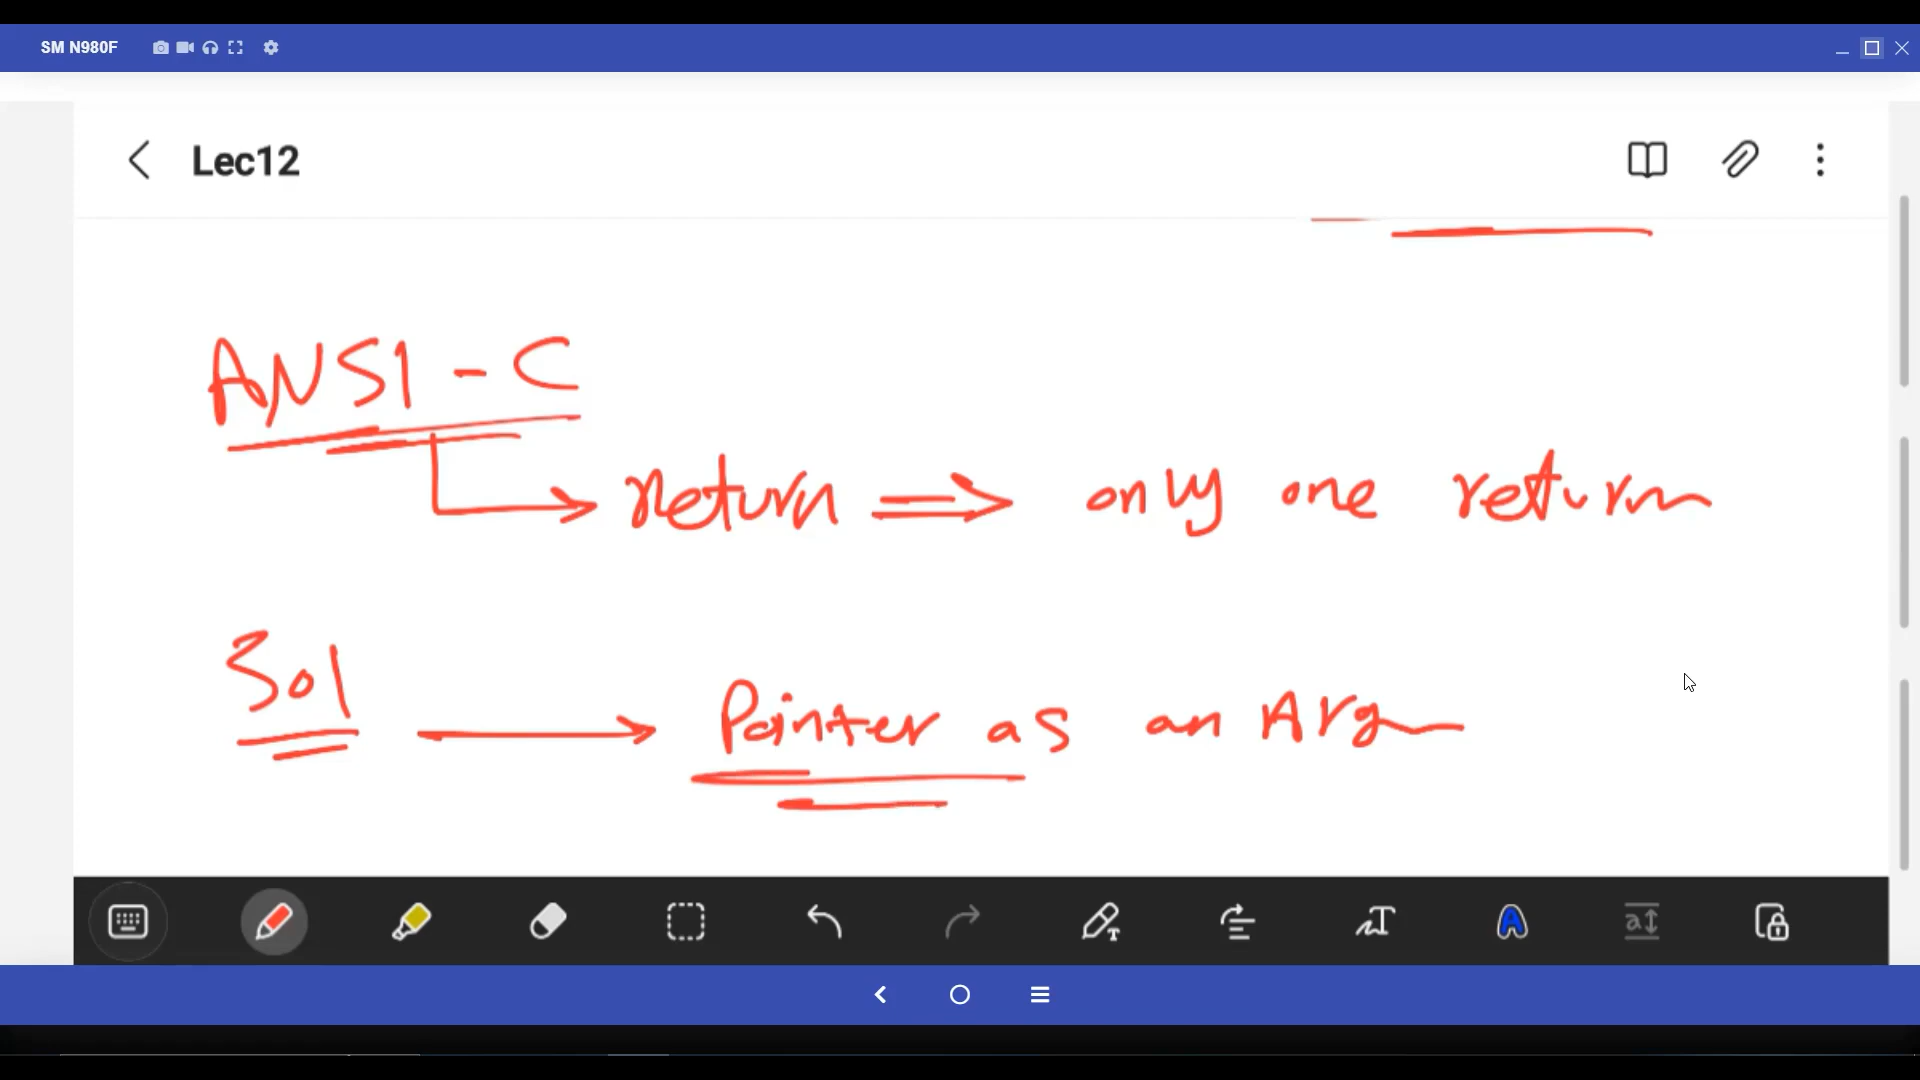 SM N980F
Lec12
ANSI - C
return ⇒ only one return
Sol → Pointer as an Arg